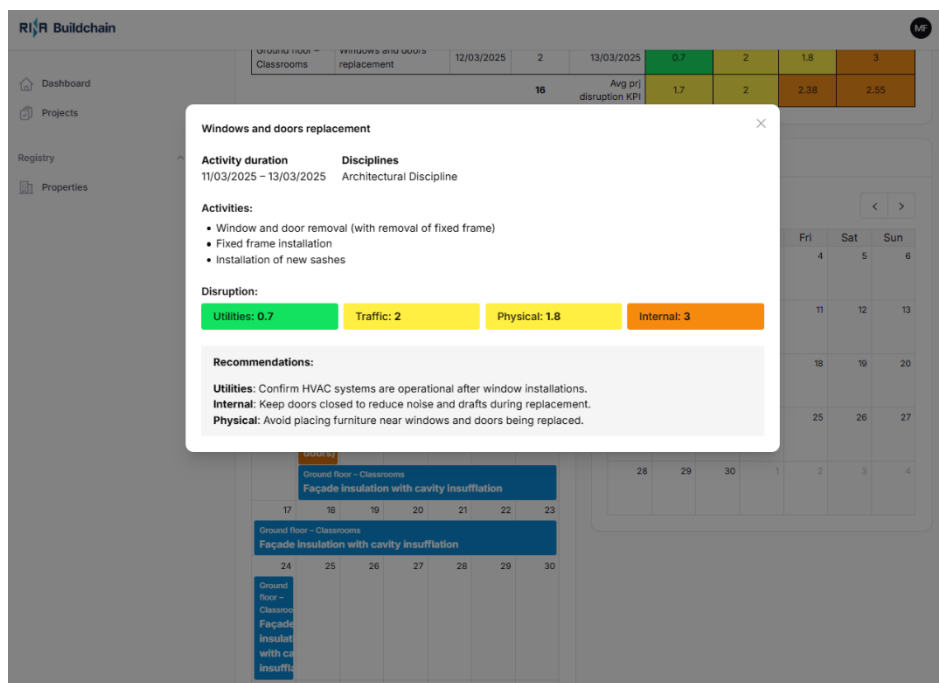 RINA Buildchain
MF
Dashboard
Projects
Registry
Properties
Ground floor – Classrooms
Windows and doors replacement
12/03/2025
2
13/03/2025
0.7
2
1.8
3
16
Avg prj disruption KPI
1.7
2
2.38
2.55
Windows and doors replacement
Activity duration
Disciplines
11/03/2025 – 13/03/2025
Architectural Discipline
Activities:
• Window and door removal (with removal of fixed frame)
• Fixed frame installation
• Installation of new sashes
Disruption:
Utilities: 0.7
Traffic: 2
Physical: 1.8
Internal: 3
Recommendations:
Utilities: Confirm HVAC systems are operational after window installations.
Internal: Keep doors closed to reduce noise and drafts during replacement.
Physical: Avoid placing furniture near windows and doors being replaced.
Fri Sat Sun
4 5 6
11 12 13
18 19 20
25 26 27
28 29 30 1 2 3 4
doors)
Ground floor – Classrooms
Façade insulation with cavity insufflation
17 18 19 20 21 22 23
Ground floor – Classrooms
Façade insulation with cavity insufflation
24 25 26 27 28 29 30
Ground
floor –
Classroo
Façade
insulat
with ca
insuffla